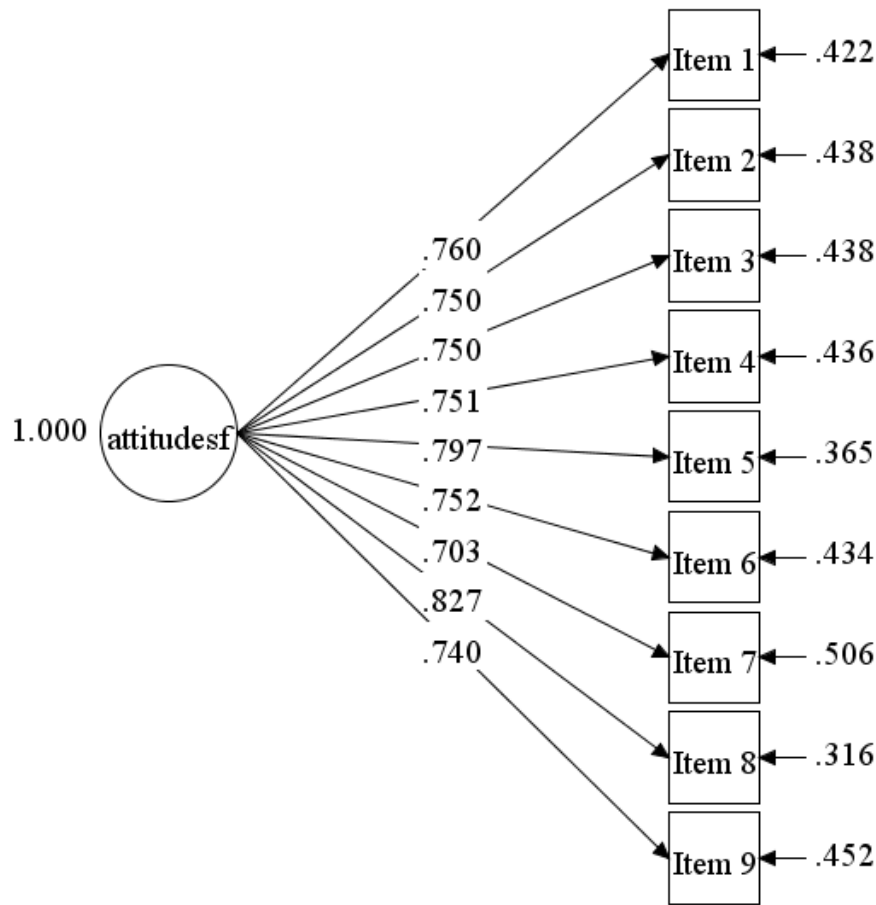 Item 1
.422
Item 2
.438
.760
Item 3
.438
.750
.750
Item 4
.436
.751
1.000
attitudesf
.797
Item 5
.365
.752
Item 6
.434
.703
.827
Item 7
.506
.740
Item 8
.316
Item 9
.452